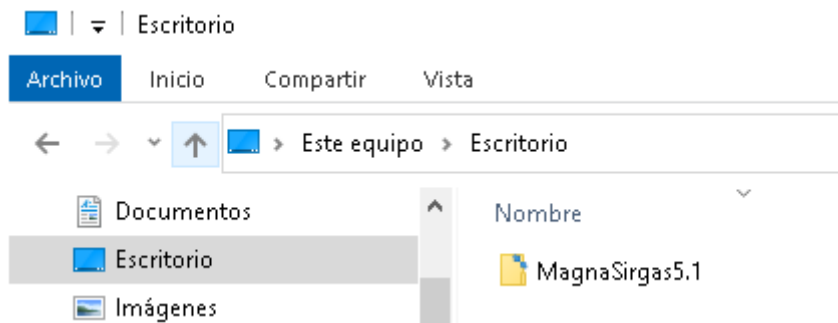 Escritorio
Archivo Inicio Compartir Vista
Este equipo > Escritorio
Documentos
Escritorio
Imágenes
Nombre
MagnaSirgas5.1